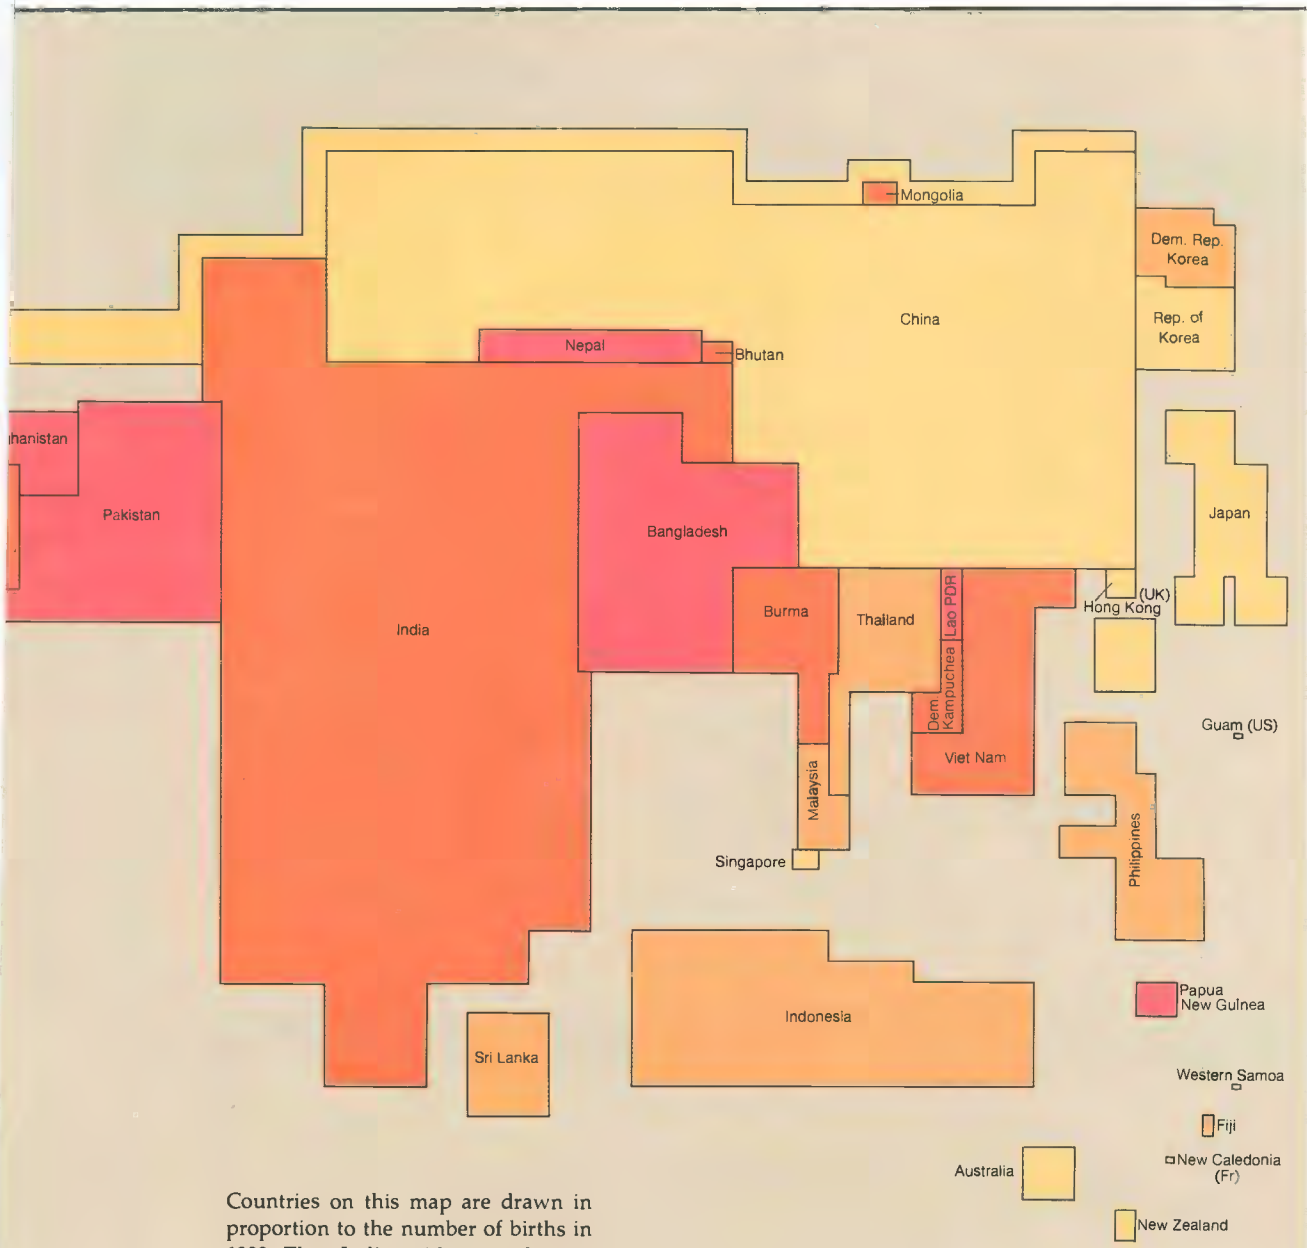 Mongolia
Dem. Rep.
Korea
China
Rep. of
Korea
Nepal
Bhutan
hanistan
Pakistan
Japan
Bangladesh
India
Burma
Thailand
Lao PDR
(UK)
Hong Kong
Dem
Kampuchea
Guam (US)
Viet Nam
Malaysia
Philippines
Singapore
Papua
New Guinea
Indonesia
Sri Lanka
Western Samoa
Fiji
New Caledonia
(Fr)
Australia
New Zealand
Countries on this map are drawn in
proportion to the number of births in